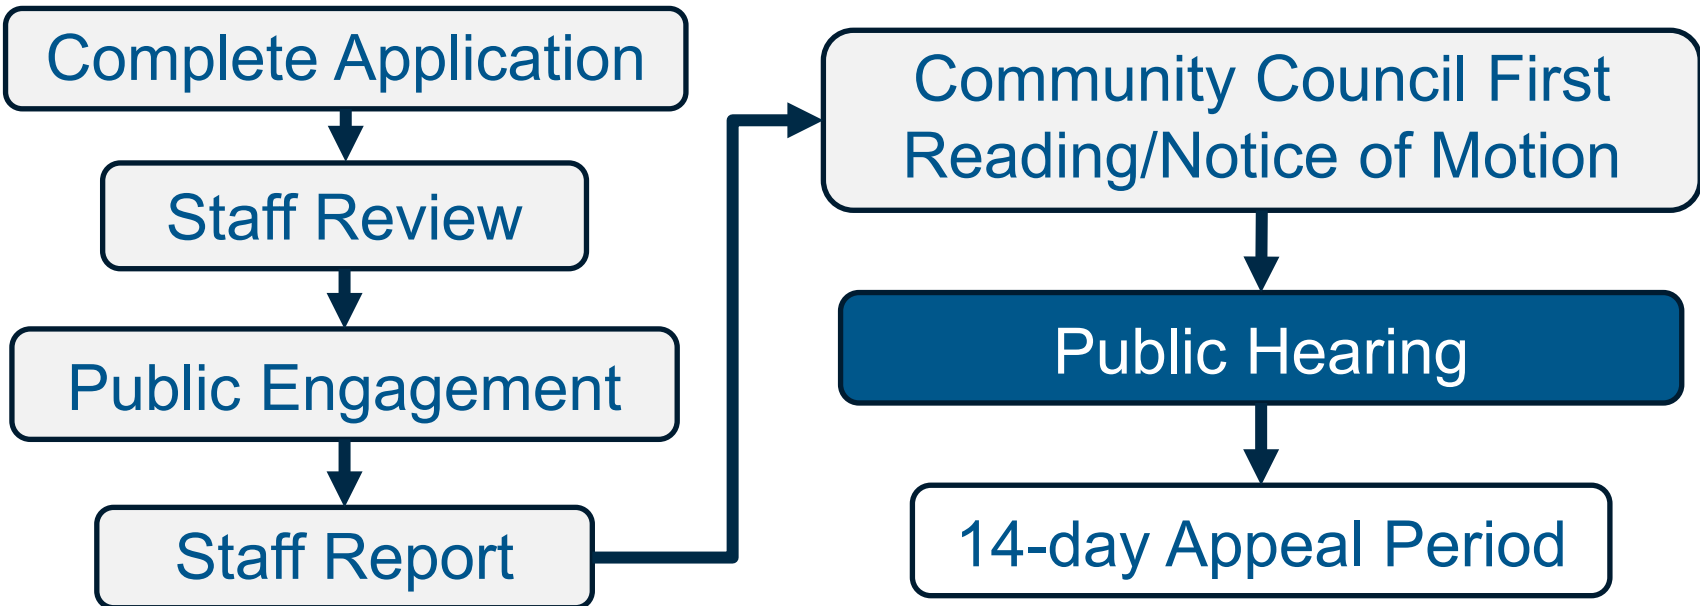 Complete Application
Staff Review
Public Engagement
Staff Report
Community Council First
Reading/Notice of Motion
Public Hearing
14-day Appeal Period